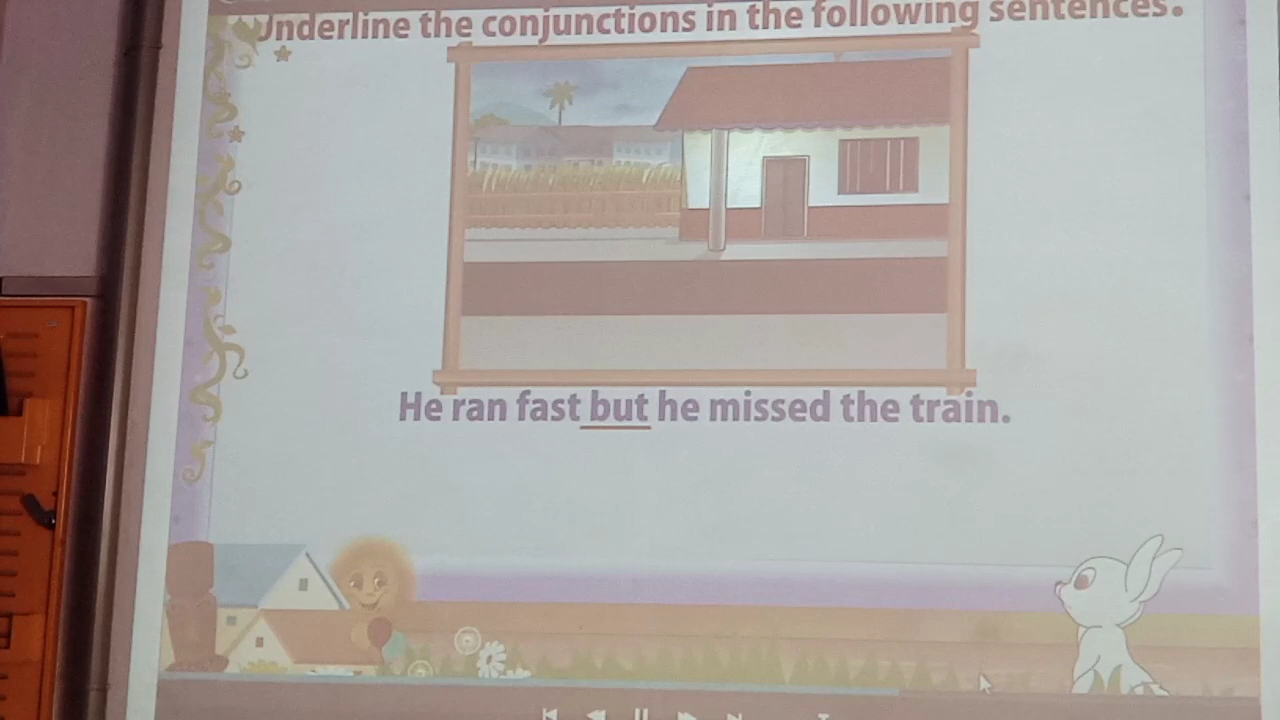 Underline the conjunctions in the following sentences.
He ran fast but he missed the train.